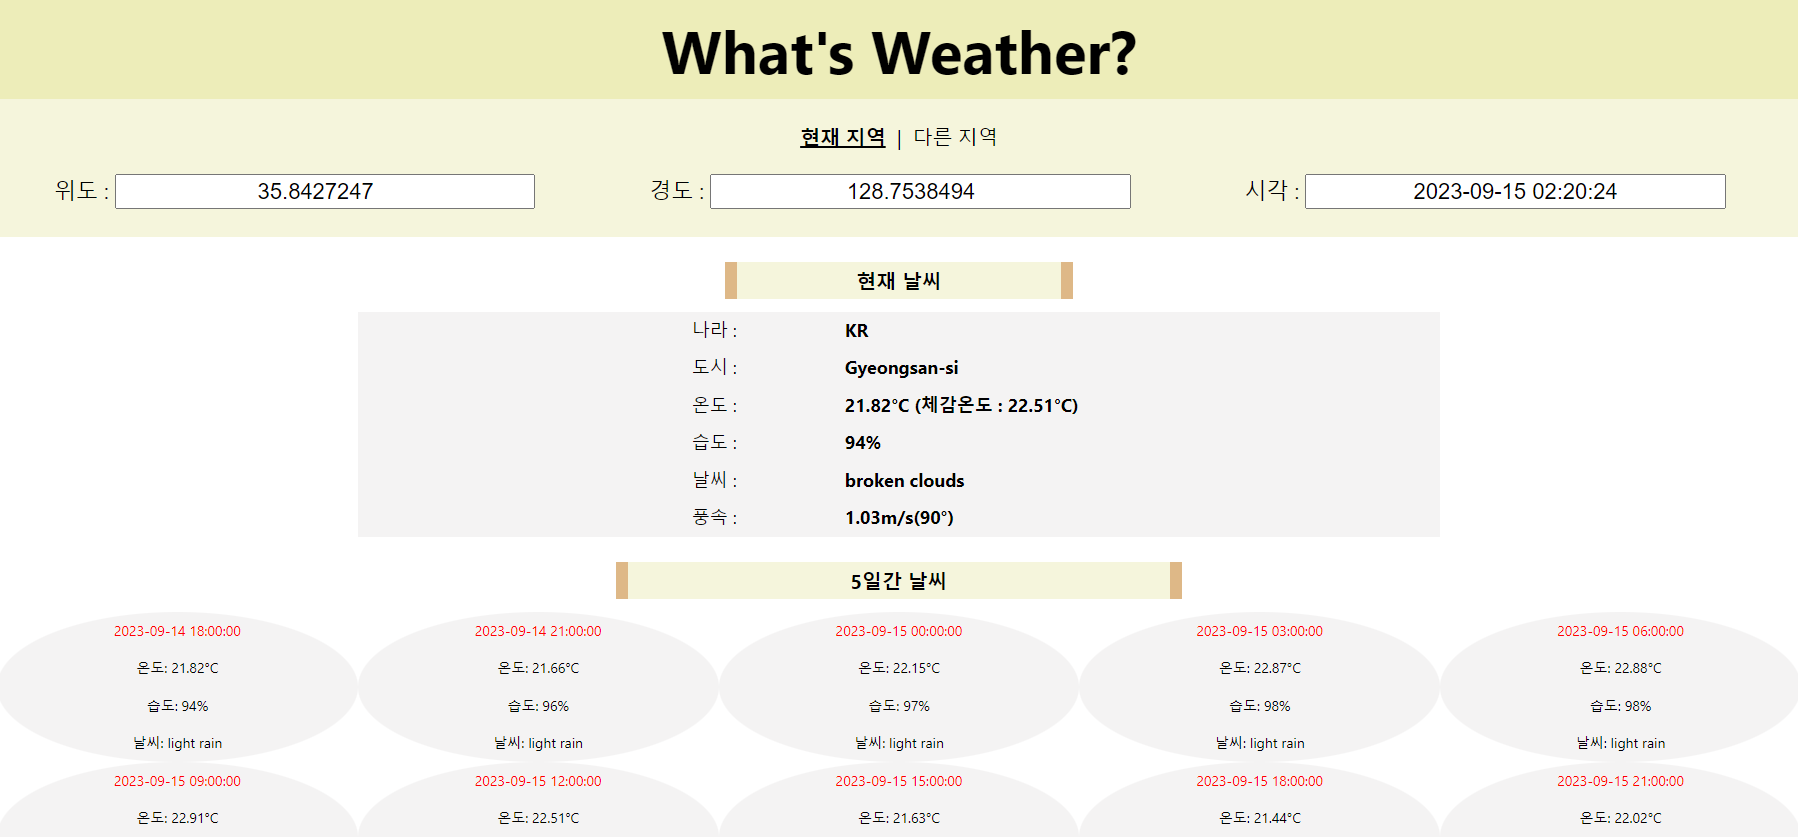 What's Weather?
현재 지역 | 다른 지역
위도 : 35.8427247 경도 : 128.7538494 시각 : 2023-09-15 02:20:24
현재 날씨
나라 : KR
도시 : Gyeongsan-si
온도 : 21.82°C (체감온도 : 22.51°C)
습도 : 94%
날씨 : broken clouds
풍속 : 1.03m/s(90°)
5일간 날씨
2023-09-14 18:00:00 2023-09-14 21:00:00 2023-09-15 00:00:00 2023-09-15 03:00:00 2023-09-15 06:00:00
온도: 21.82°C 온도: 21.66°C 온도: 22.15°C 온도: 22.87°C 온도: 22.88°C
습도: 94% 습도: 96% 습도: 97% 습도: 98% 습도: 98%
날씨: light rain 날씨: light rain 날씨: light rain 날씨: light rain 날씨: light rain
2023-09-15 09:00:00 2023-09-15 12:00:00 2023-09-15 15:00:00 2023-09-15 18:00:00 2023-09-15 21:00:00
온도: 22.91°C 온도: 22.51°C 온도: 21.63°C 온도: 21.44°C 온도: 22.02°C